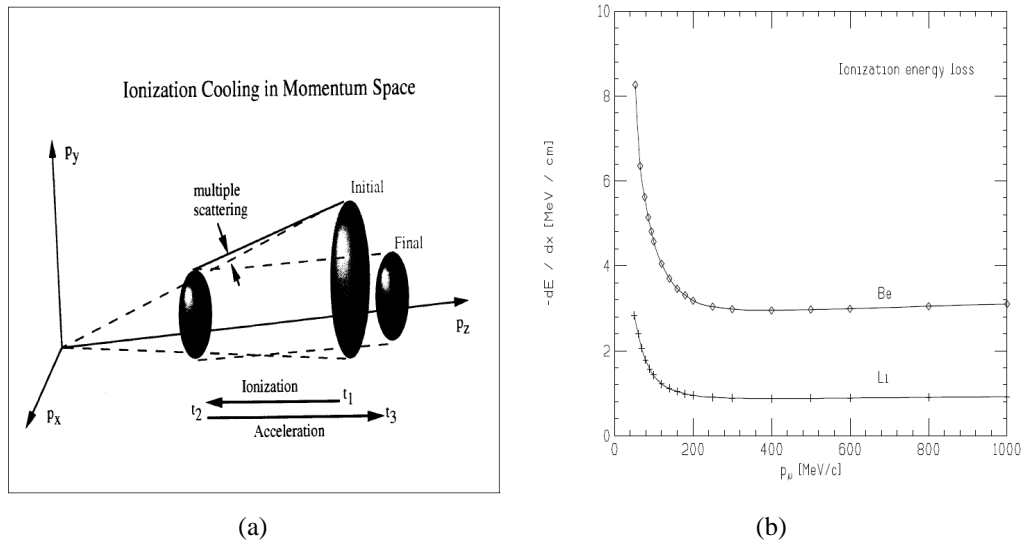 Ionization Cooling in Momentum Space
py
multiple
scattering
Initial
Final
pz
px
Ionization
t2
t1
t3
Acceleration
(a)
10
8
6
4
2
0
-dE / dx [MeV / cm]
Ionization energy loss
Be
Li
0
200
400
600
800
1000
pμ [MeV/c]
(b)